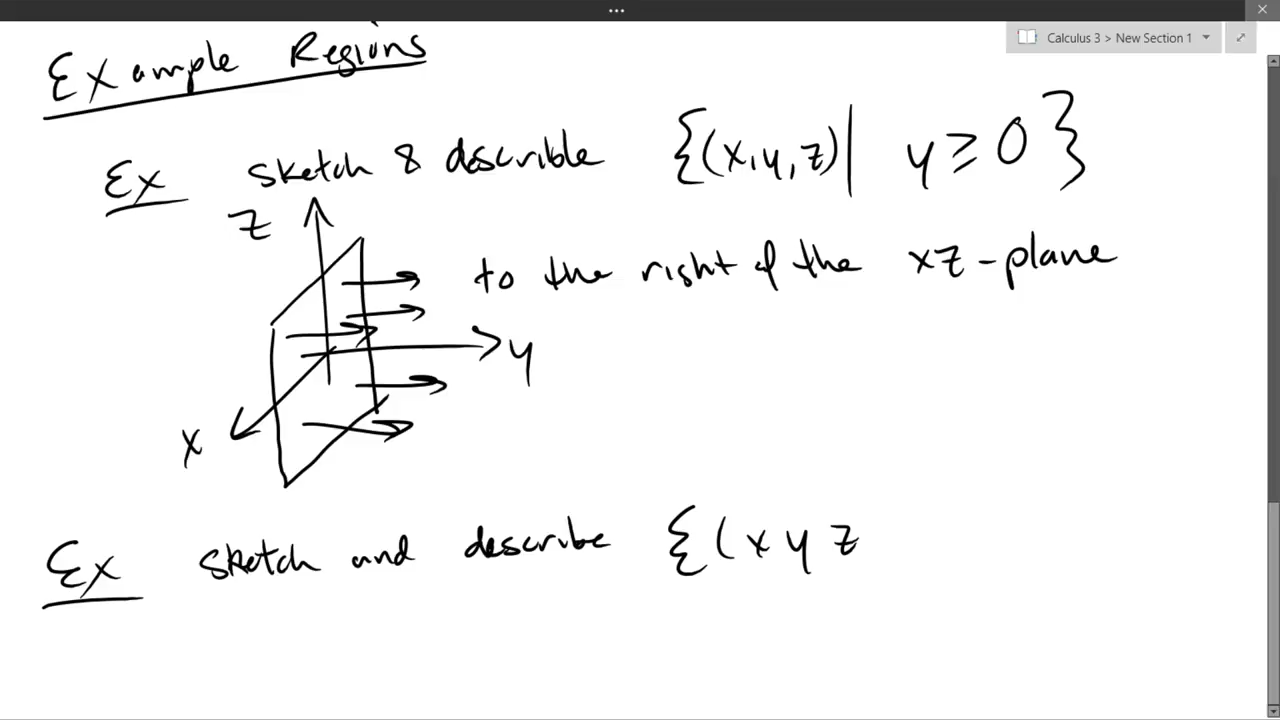 ...
Calculus 3 > New Section 1
Example Regions
Ex sketch & describle {(x,y,z)| y ≥ 0}
z
to the right of the xz-plane
y
x
Ex sketch and describe {(x y z